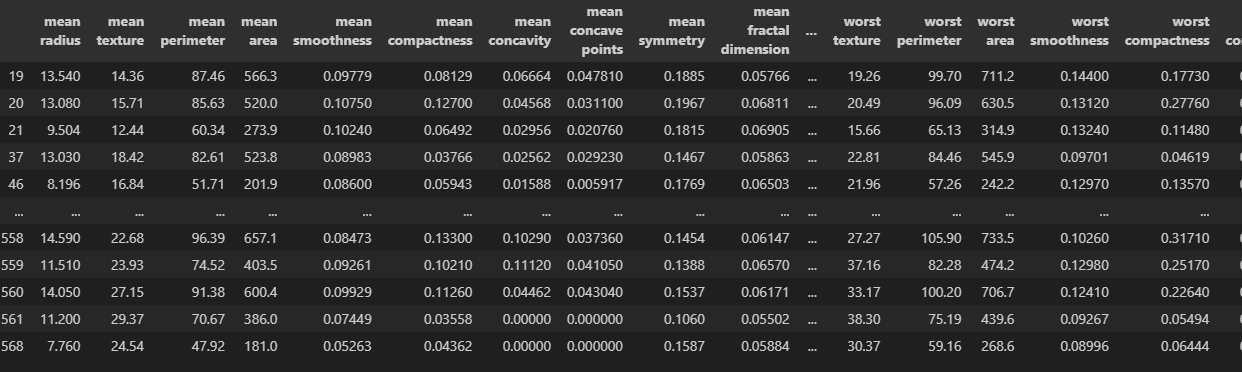 mean radius mean texture mean perimeter mean area mean smoothness mean compactness mean concavity mean concave points mean symmetry mean fractal dimension ... worst texture worst perimeter worst area worst smoothness worst compactness
19 13.540 14.36 87.46 566.3 0.09779 0.08129 0.06664 0.047810 0.1885 0.05766 ... 19.26 99.70 711.2 0.14400 0.17730
20 13.080 15.71 85.63 520.0 0.10750 0.12700 0.04568 0.031100 0.1967 0.06811 ... 20.49 96.09 630.5 0.13120 0.27760
21 9.504 12.44 60.34 273.9 0.10240 0.06492 0.02956 0.020760 0.1815 0.06905 ... 15.66 65.13 314.9 0.13240 0.11480
37 13.030 18.42 82.61 523.8 0.08983 0.03766 0.02562 0.029230 0.1467 0.05863 ... 22.81 84.46 545.9 0.09701 0.04619
46 8.196 16.84 51.71 201.9 0.08600 0.05943 0.01588 0.005917 0.1769 0.06503 ... 21.96 57.26 242.2 0.12970 0.13570
... ... ... ... ... ... ... ... ... ... ... ... ... ... ... ... ...
558 14.590 22.68 96.39 657.1 0.08473 0.13300 0.10290 0.037360 0.1454 0.06147 ... 27.27 105.90 733.5 0.10260 0.31710
559 11.510 23.93 74.52 403.5 0.09261 0.10210 0.11120 0.041050 0.1388 0.06570 ... 37.16 82.28 474.2 0.12980 0.25170
560 14.050 27.15 91.38 600.4 0.09929 0.11260 0.04462 0.043040 0.1537 0.06171 ... 33.17 100.20 706.7 0.12410 0.22640
561 11.200 29.37 70.67 386.0 0.07449 0.03558 0.00000 0.000000 0.1060 0.05502 ... 38.30 75.19 439.6 0.09267 0.05494
568 7.760 24.54 47.92 181.0 0.05263 0.04362 0.00000 0.000000 0.1587 0.05884 ... 30.37 59.16 268.6 0.08996 0.06444